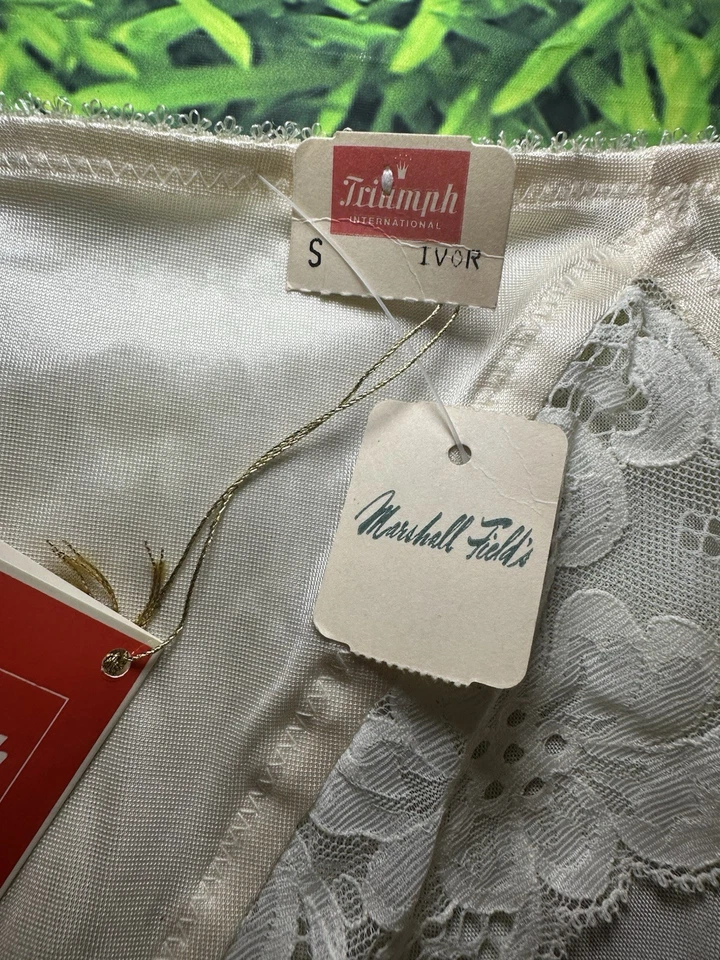 Triumph
INTERNATIONAL
S IVOR
Marshall Field's